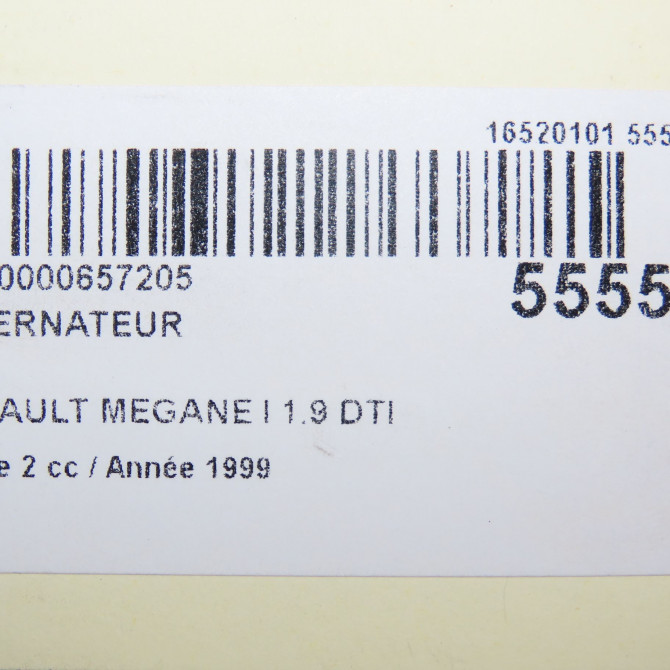 16520101 555
0000657205
5555
ERNATEUR
AULT MEGANE I 1.9 DTI
e 2 cc / Année 1999